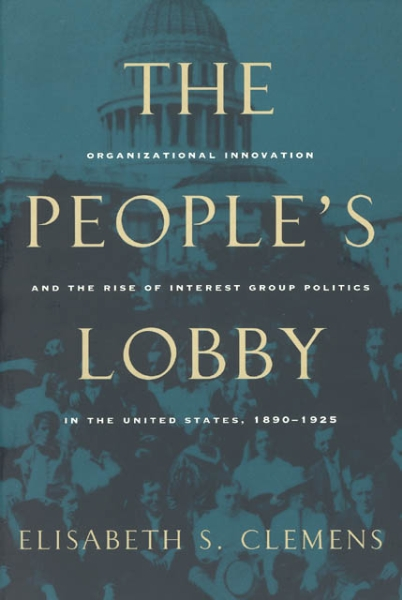 THE
ORGANIZATIONAL INNOVATION
PEOPLE'S
AND THE RISE OF INTEREST GROUP POLITICS
LOBBY
IN THE UNITED STATES, 1890–1925
ELISABETH S. CLEMENS